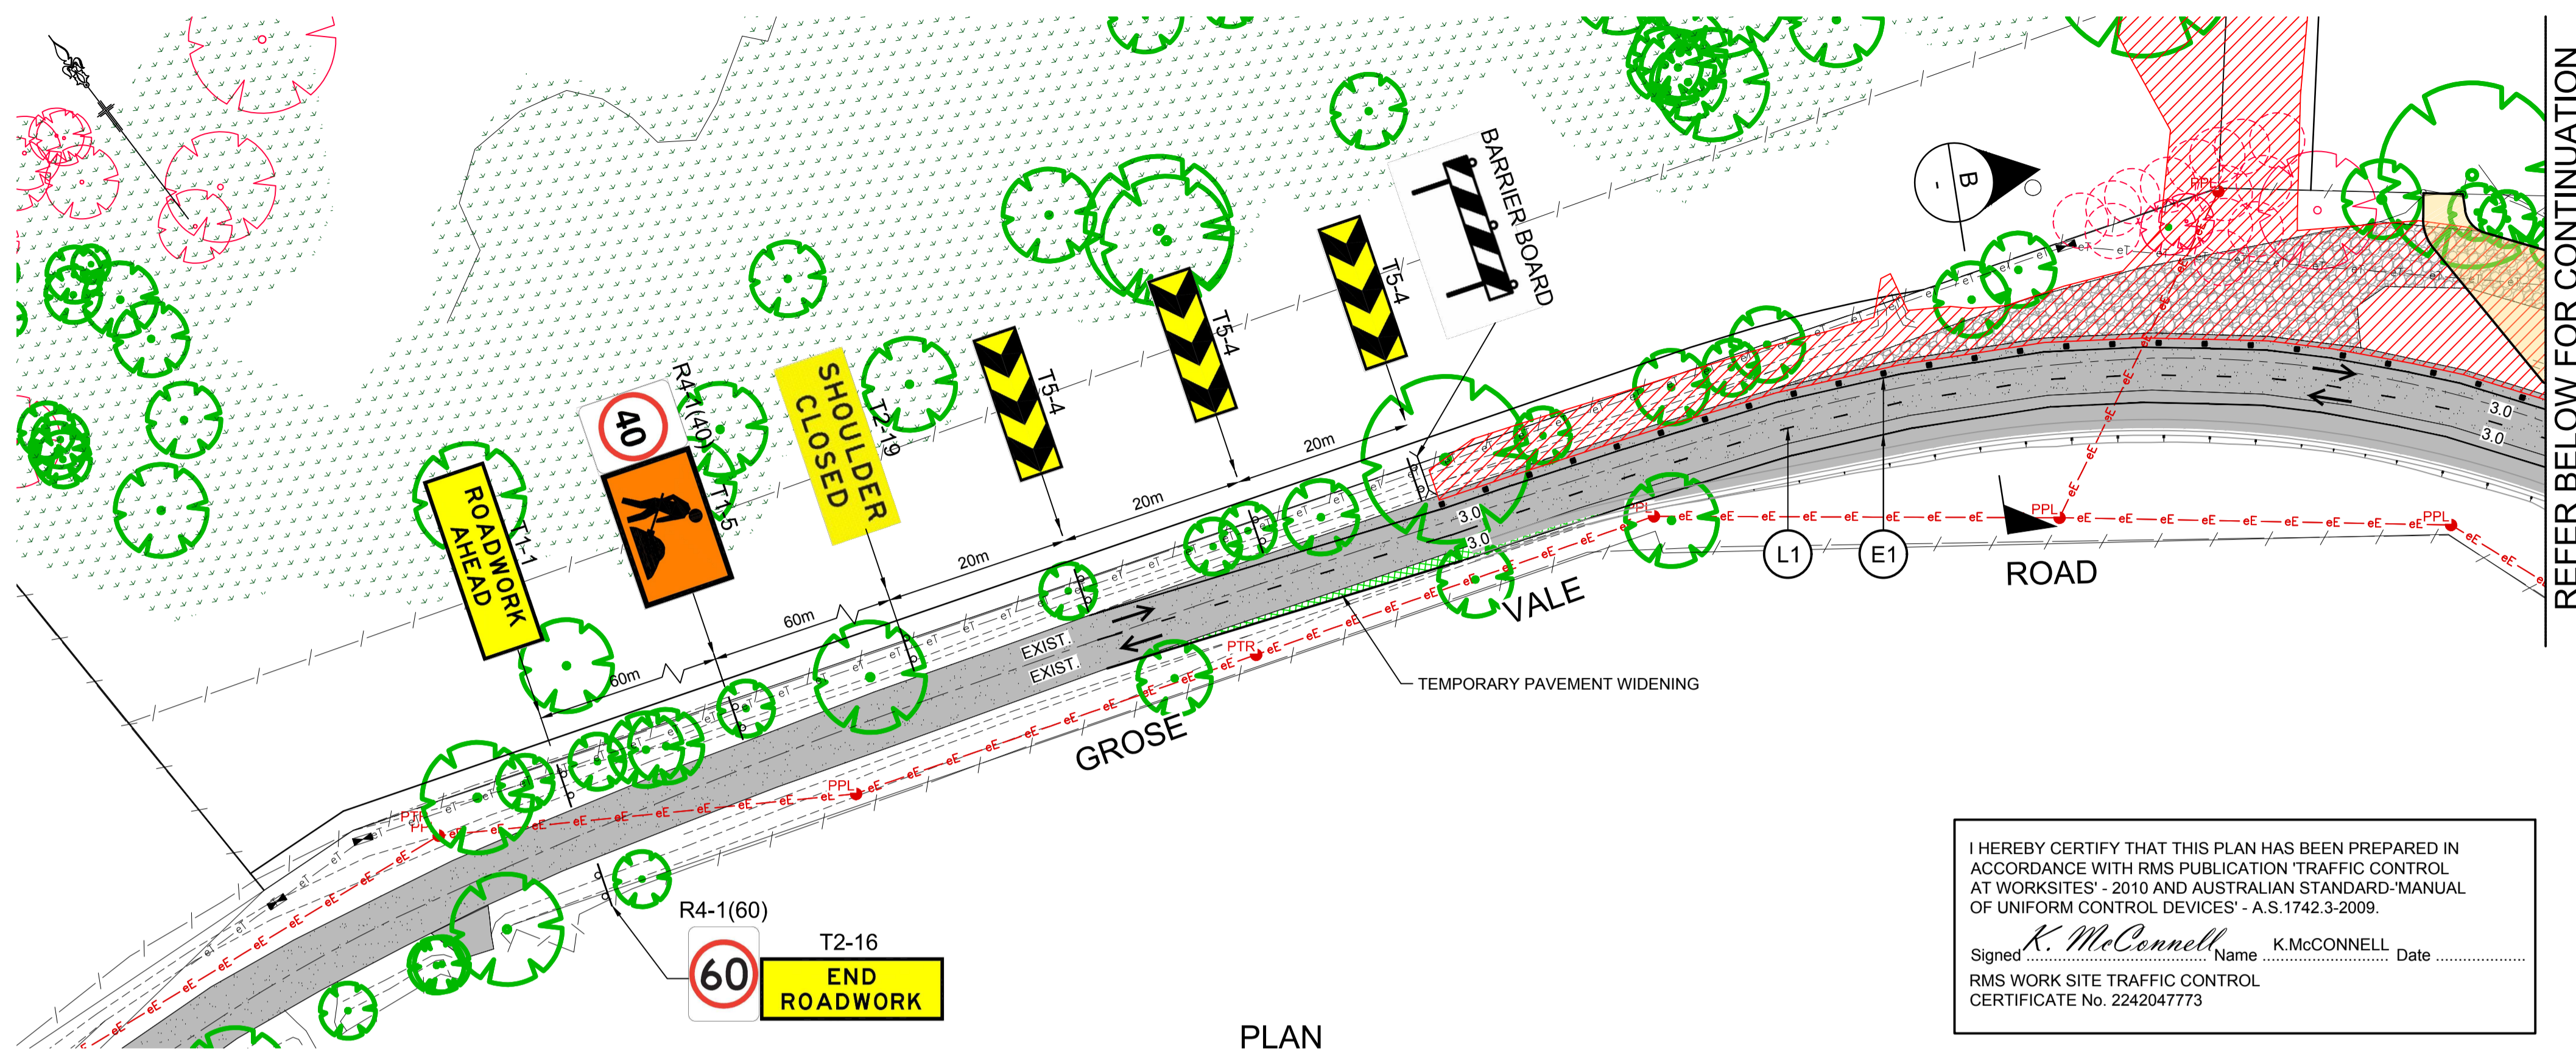 BARRIER BOARD
T5-4
T5-4
T5-4
SHOULDER
CLOSED
T2-19
R4-1(40)
40
T1-5
ROADWORK
AHEAD
T1-1
60m
60m
20m
20m
20m
B
-
PPL
REFER BELOW FOR CONTINUATION
3.0
3.0
3.0
3.0
EXIST.
EXIST.
L1
E1
PPL
PPL
PTR
PPL
eE
eT
GROSE
VALE
ROAD
TEMPORARY PAVEMENT WIDENING
R4-1(60)
60
T2-16
END
ROADWORK
PLAN
I HEREBY CERTIFY THAT THIS PLAN HAS BEEN PREPARED IN
ACCORDANCE WITH RMS PUBLICATION 'TRAFFIC CONTROL
AT WORKSITES' - 2010 AND AUSTRALIAN STANDARD-'MANUAL
OF UNIFORM CONTROL DEVICES' - A.S.1742.3-2009.
Signed K. McConnell Name K.McCONNELL Date
RMS WORK SITE TRAFFIC CONTROL
CERTIFICATE No. 2242047773